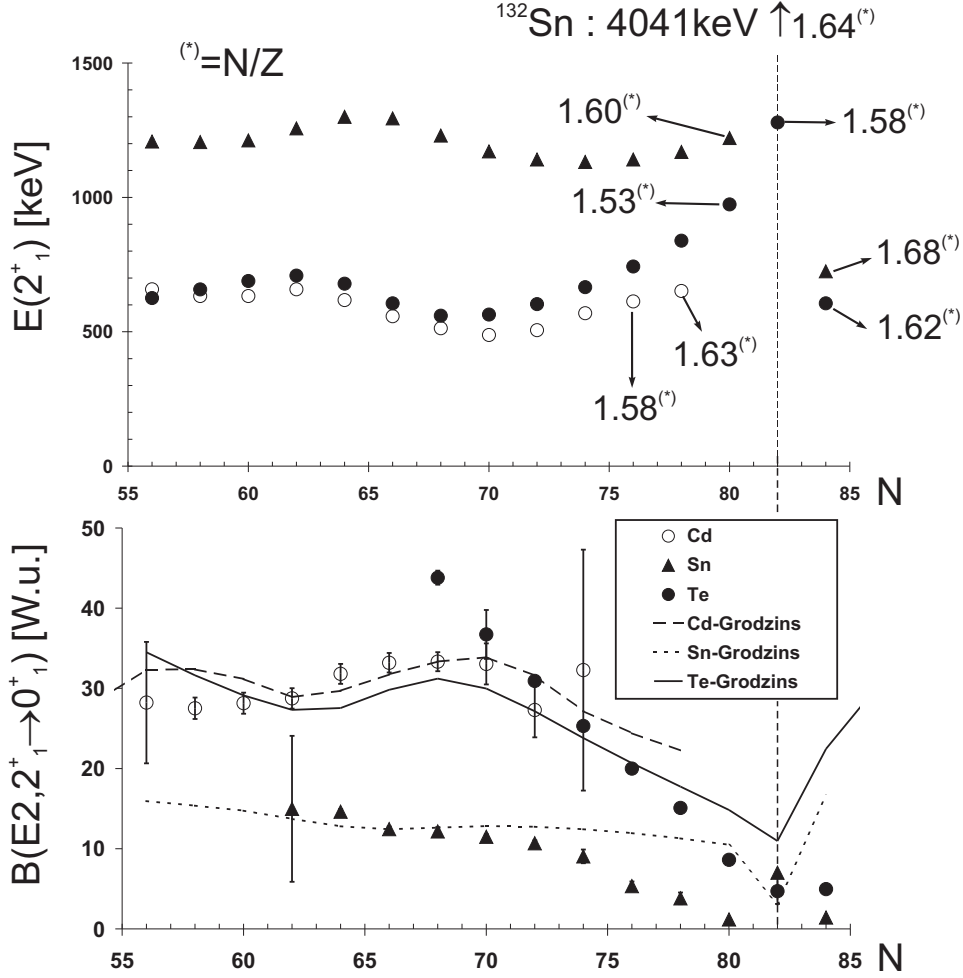 ¹³²Sn : 4041keV ↑1.64(*)
(*)=N/Z
E(2⁺₁) [keV]
1500
1000
500
0
1.60(*)
1.58(*)
1.53(*)
1.68(*)
1.62(*)
1.63(*)
1.58(*)
55 60 65 70 75 80 85 N
B(E2,2⁺₁→0⁺₁) [W.u.]
50
40
30
20
10
0
Cd
Sn
Te
Cd-Grodzins
Sn-Grodzins
Te-Grodzins
55 60 65 70 75 80 85 N